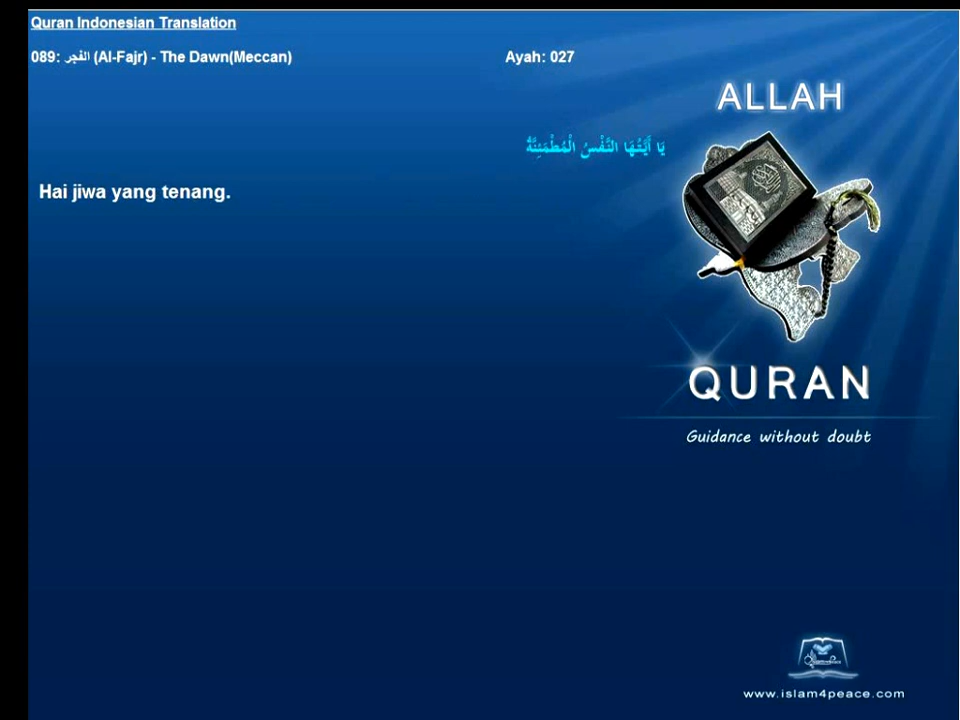 Quran Indonesian Translation
089: الفجر (Al-Fajr) - The Dawn(Meccan) Ayah: 027
ALLAH
يَا أَيَّتُهَا النَّفْسُ الْمُطْمَئِنَّةُ
Hai jiwa yang tenang.
QURAN
Guidance without doubt
www.islam4peace.com